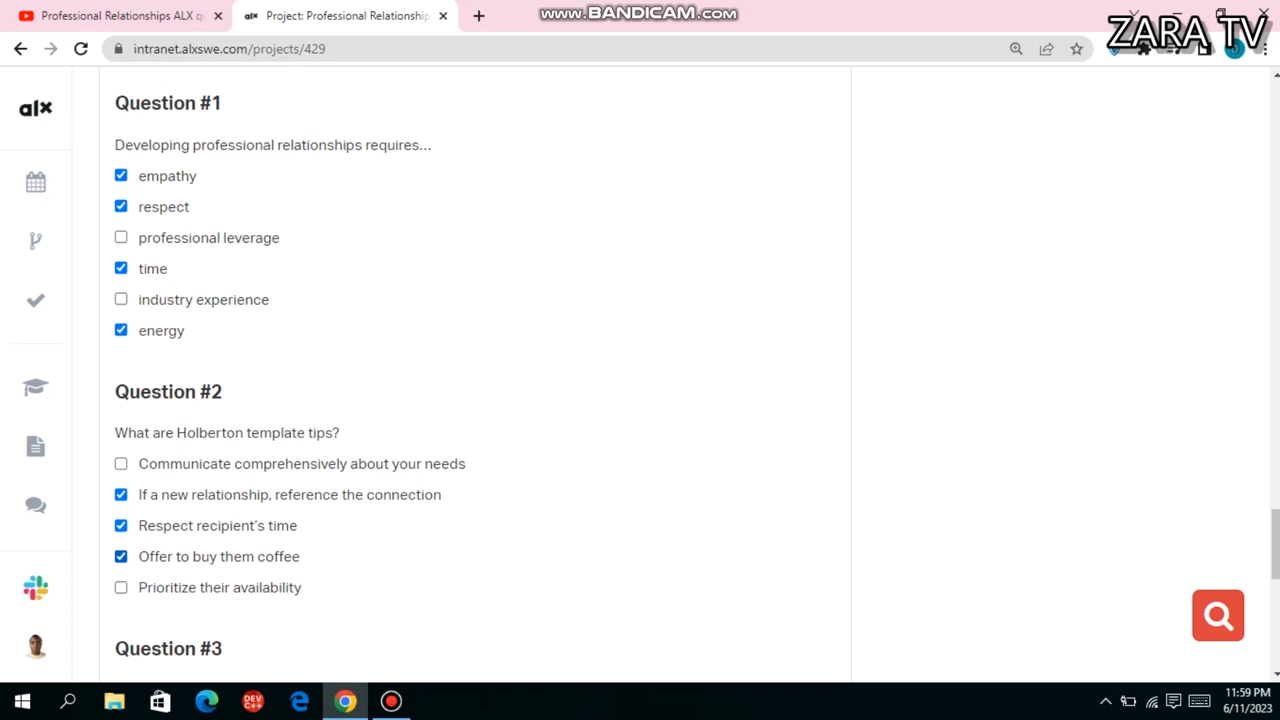 Professional Relationships ALX qu
alx Project: Professional Relationship
www.BANDICAM.com
ZARA TV
intranet.alxswe.com/projects/429
alx
Question #1
Developing professional relationships requires…
empathy
respect
professional leverage
time
industry experience
energy
Question #2
What are Holberton template tips?
Communicate comprehensively about your needs
If a new relationship, reference the connection
Respect recipient's time
Offer to buy them coffee
Prioritize their availability
Question #3
DEV C++
11:59 PM
6/11/2023